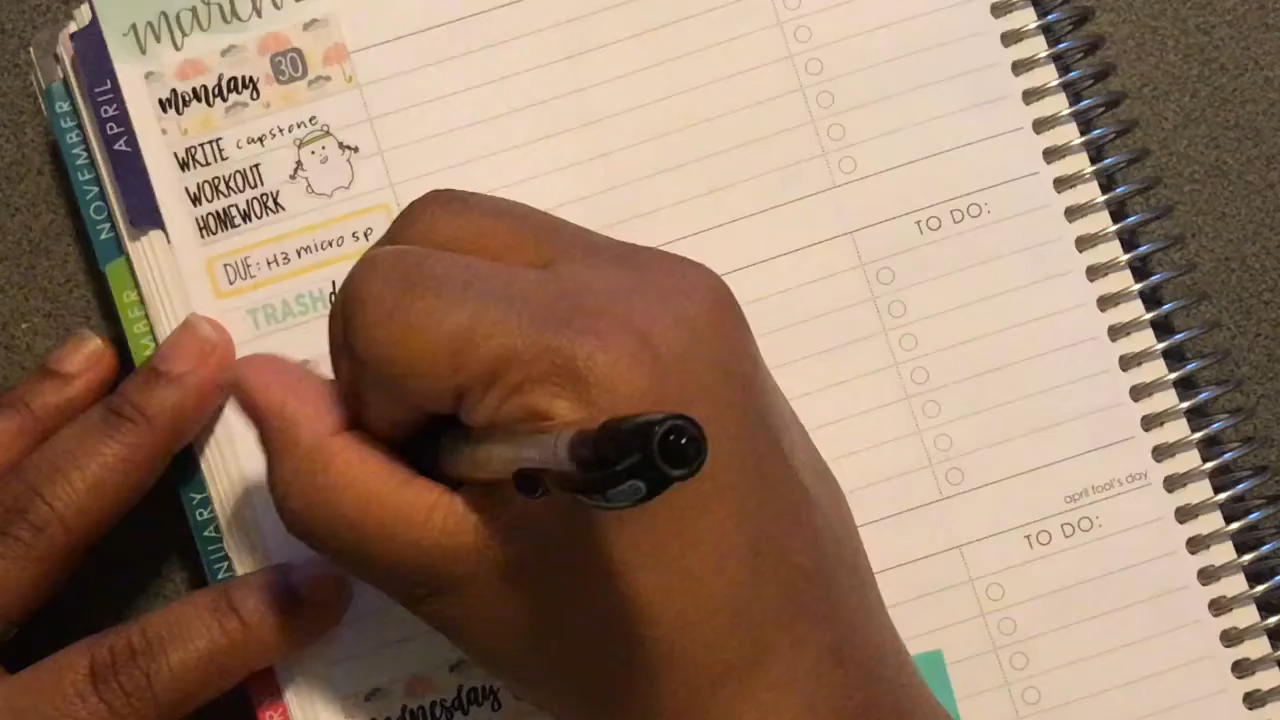 march
monday 30
WRITE capstone
WORKOUT
HOMEWORK
DUE: H3 micro sp
TRASH
TO DO:
april fool's day
TO DO:
APRIL
NOVEMBER